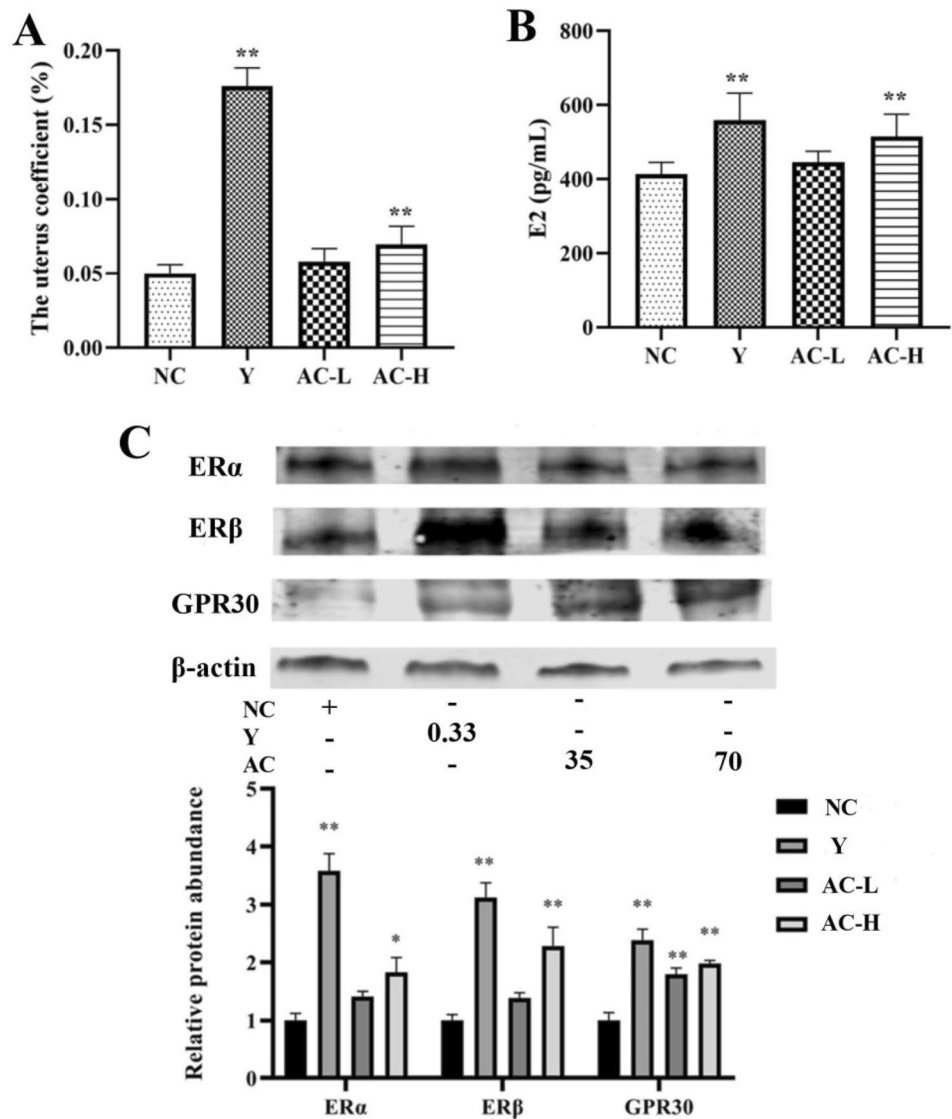 A
The uterus coefficient (%)
0.20
0.15
0.10
0.05
0.00
**
**
NC Y AC-L AC-H
B
E2 (pg/mL)
800
600
400
200
0
**
**
NC Y AC-L AC-H
C
ERα
ERβ
GPR30
β-actin
NC + - - -
Y - 0.33 - -
AC - - 35 70
Relative protein abundance
5
4
3
2
1
0
** *
** **
** ** **
ERα ERβ GPR30
NC
Y
AC-L
AC-H